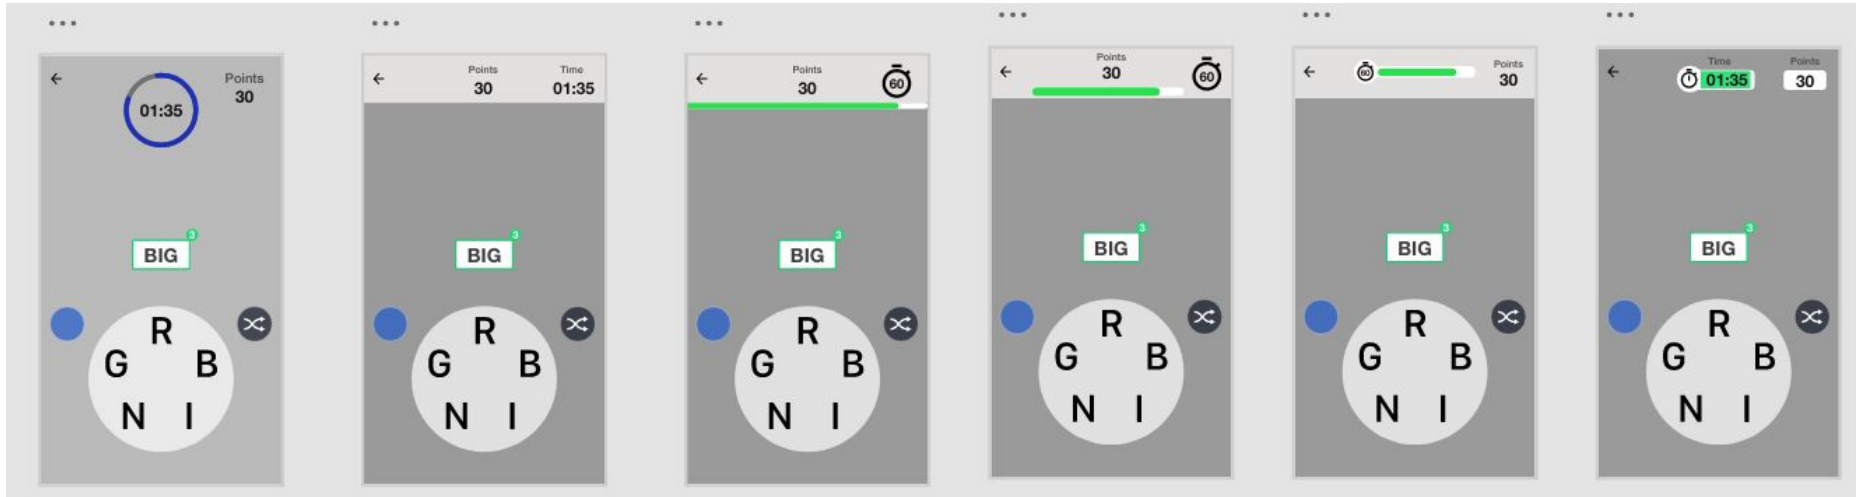 Points
30
01:35
3
BIG
R
G B
N I
Points Time
30 01:35
3
BIG
R
G B
N I
Points
30 60
3
BIG
R
G B
N I
Points
30 60
3
BIG
R
G B
N I
60 Points
30
3
BIG
R
G B
N I
Time Points
01:35 30
3
BIG
R
G B
N I